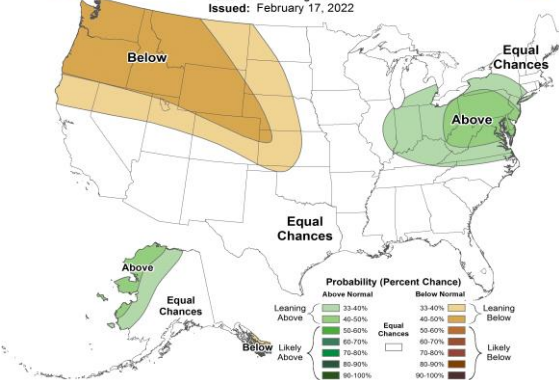 Issued: February 17, 2022
Below
Equal
Chances
Above
Equal
Chances
Above
Equal
Chances
Below
Probability (Percent Chance)
Above Normal
Below Normal
Leaning
Above
33-40%
40-50%
Likely
Above
50-60%
60-70%
70-80%
80-90%
90-100%
Equal
Chances
33-40%
40-50%
Leaning
Below
50-60%
60-70%
70-80%
80-90%
90-100%
Likely
Below